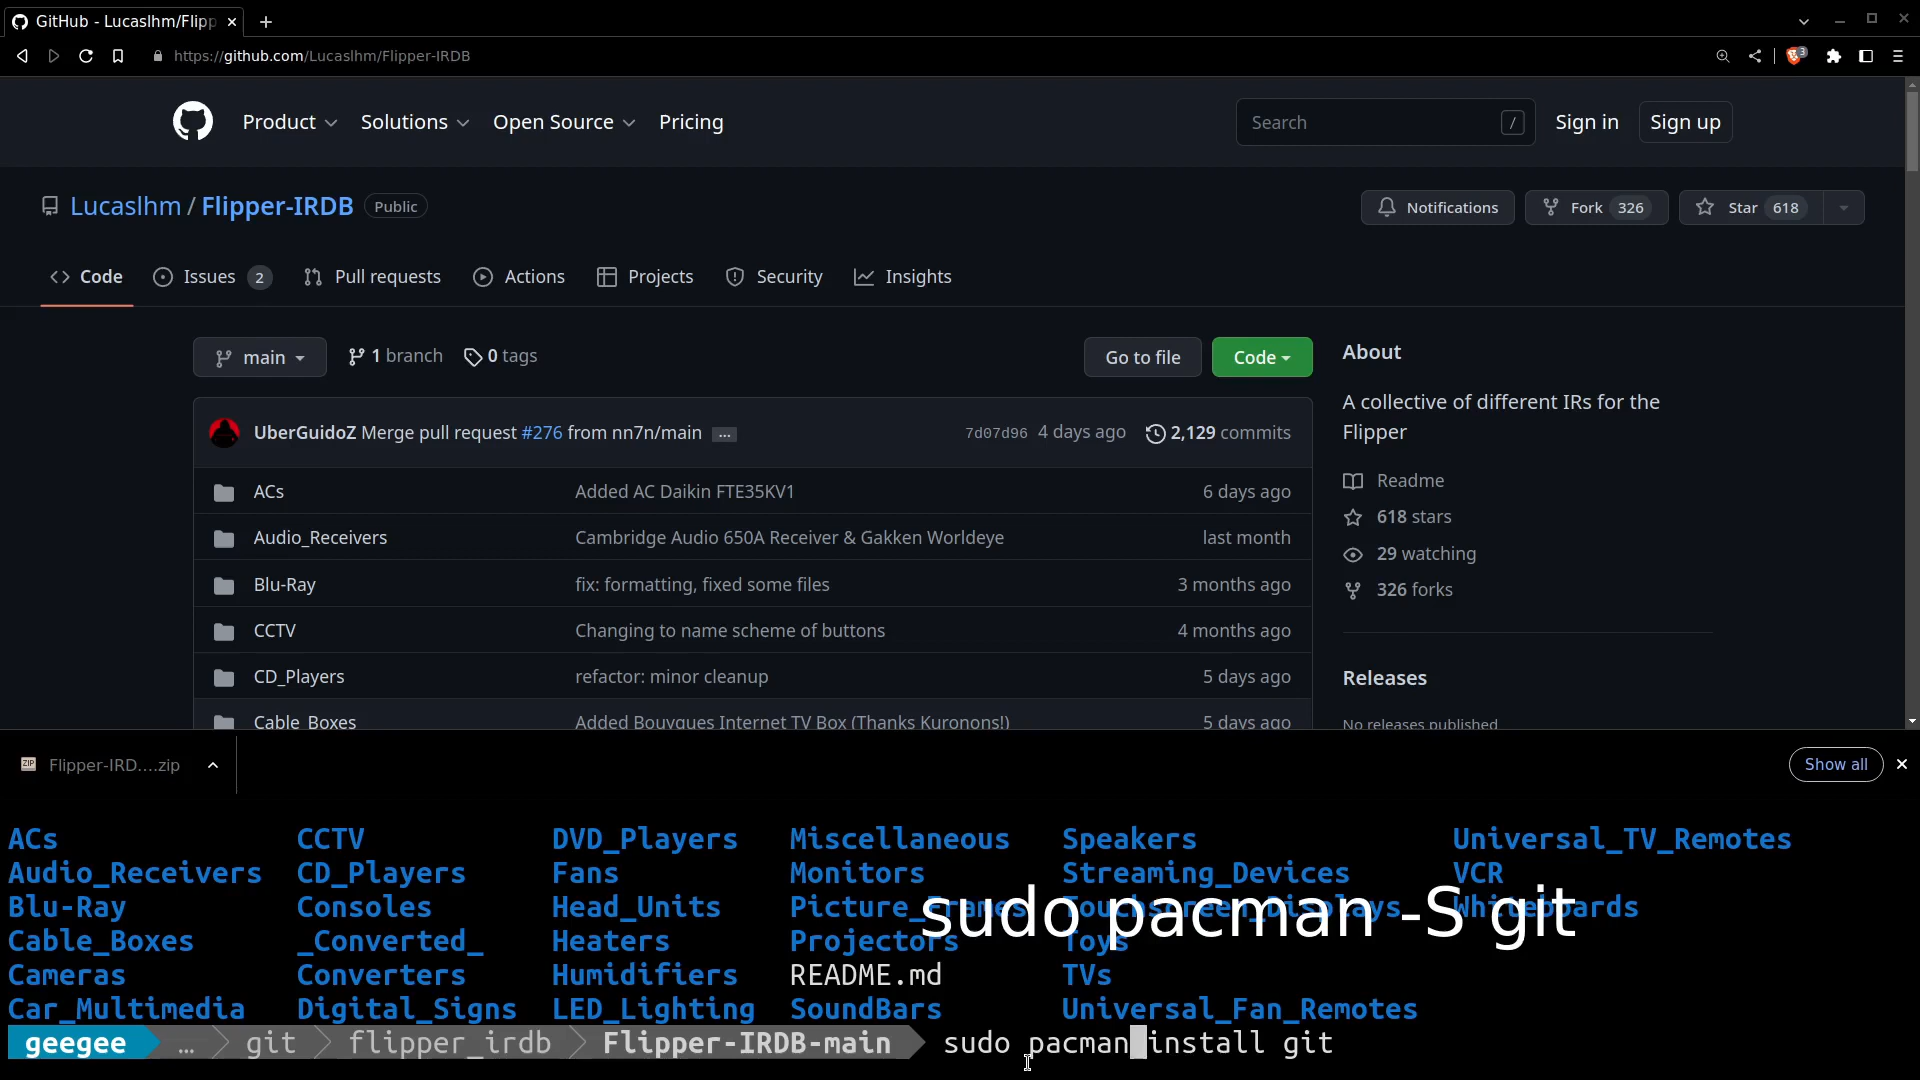 GitHub - Lucaslhm/Flipp
https://github.com/Lucaslhm/Flipper-IRDB
3
Product Solutions Open Source Pricing
Search /
Sign in Sign up
Lucaslhm / Flipper-IRDB Public
Notifications Fork 326 Star 618
Code Issues 2 Pull requests Actions Projects Security Insights
main 1 branch 0 tags
Go to file Code
UberGuidoZ Merge pull request #276 from nn7n/main ... 7d07d96 4 days ago 2,129 commits
ACs Added AC Daikin FTE35KV1 6 days ago
Audio_Receivers Cambridge Audio 650A Receiver & Gakken Worldeye last month
Blu-Ray fix: formatting, fixed some files 3 months ago
CCTV Changing to name scheme of buttons 4 months ago
CD_Players refactor: minor cleanup 5 days ago
Cable_Boxes Added Bouygues Internet TV Box (Thanks Kuronons!) 5 days ago
About
A collective of different IRs for the
Flipper
Readme
618 stars
29 watching
326 forks
Releases
No releases published
ZIP Flipper-IRD....zip
Show all
ACs CCTV DVD_Players Miscellaneous Speakers Universal_TV_Remotes
Audio_Receivers CD_Players Fans Monitors Streaming_Devices VCR
Blu-Ray Consoles Head_Units Picture_Frames Touchscreen_Displays Whiteboards
sudo pacman -S git
Cable_Boxes _Converted_ Heaters Projectors Toys
Cameras Converters Humidifiers README.md TVs
Car_Multimedia Digital_Signs LED_Lighting SoundBars Universal_Fan_Remotes
geegee … git flipper_irdb Flipper-IRDB-main sudo pacman install git